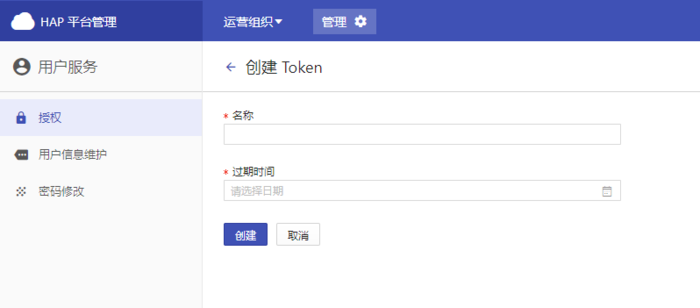 HAP 平台管理
运营组织
管理
用户服务
创建 Token
授权
用户信息维护
密码修改
* 名称
* 过期时间
请选择日期
创建
取消